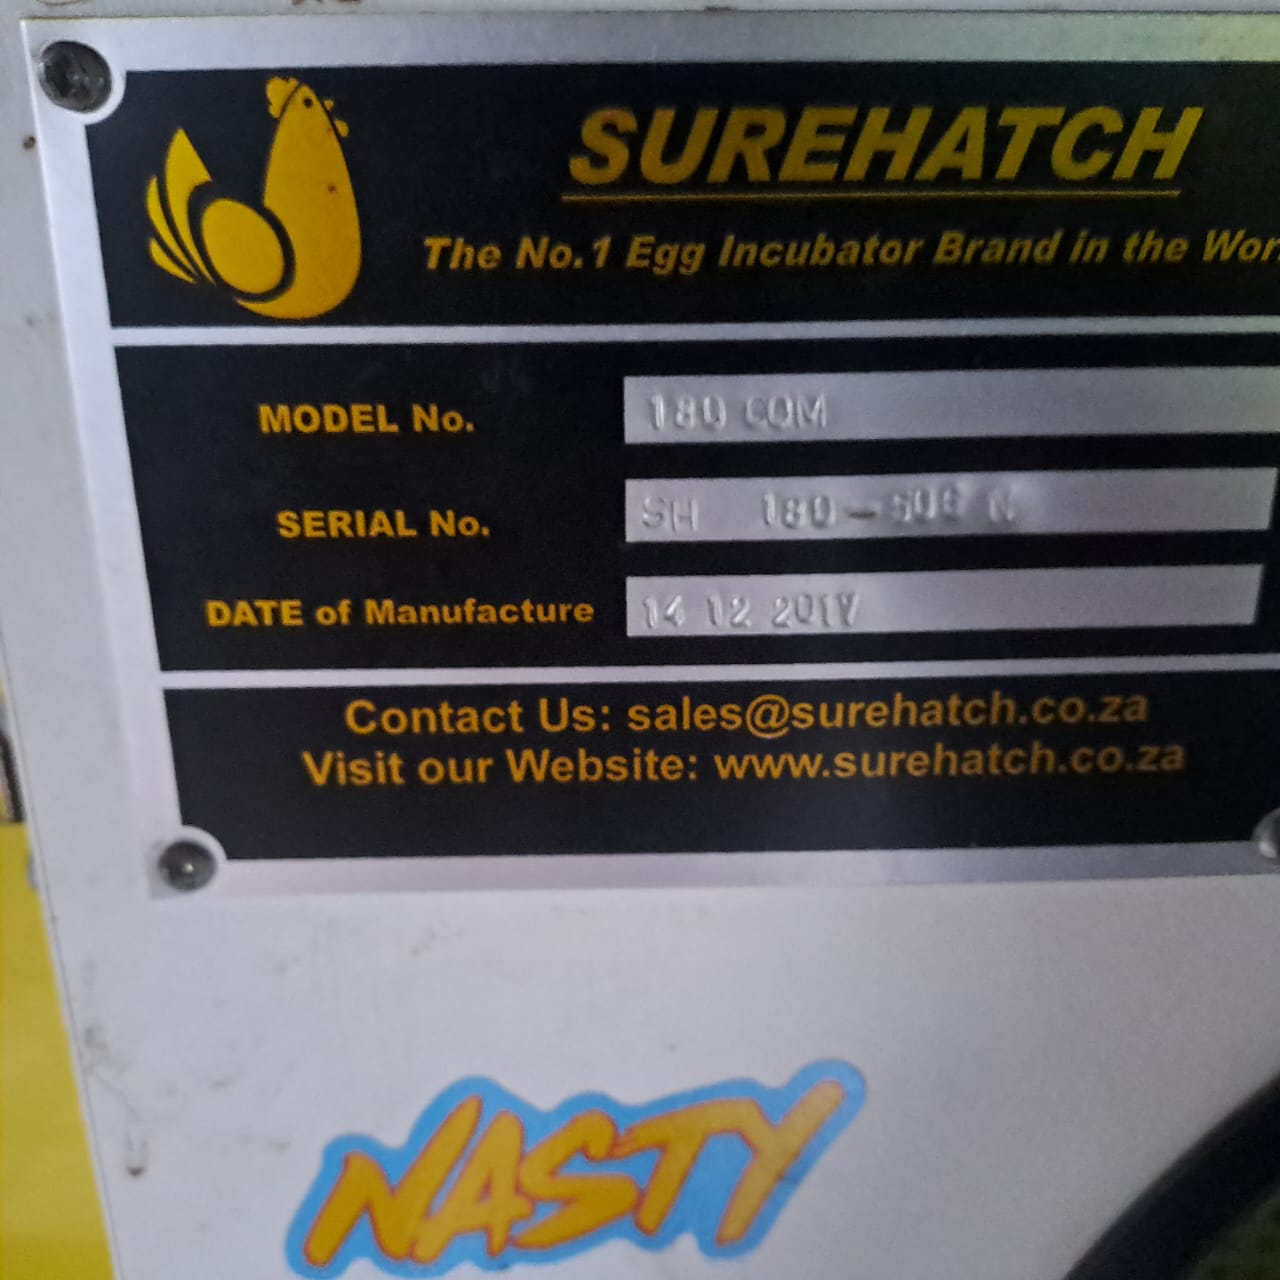 SUREHATCH
The No.1 Egg Incubator Brand in the
MODEL No. 180 COM
SERIAL No. SH 180-506 N
DATE of Manufacture 14 12 2017
Contact Us: sales@surehatch.co.za
Visit our Website: www.surehatch.co.za
NASTY